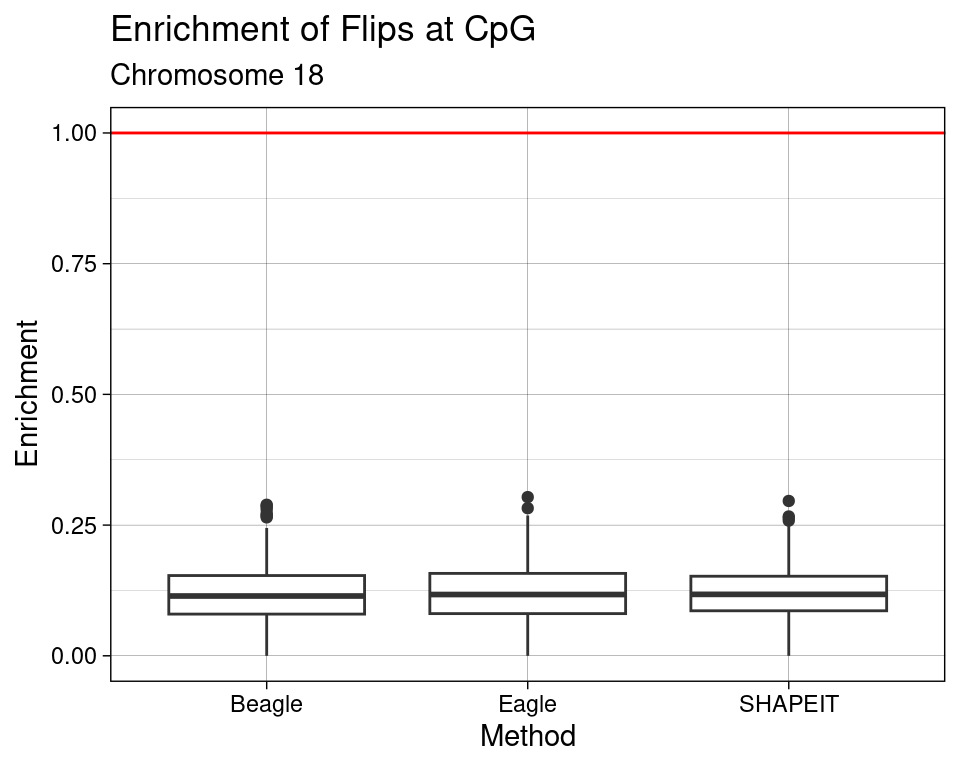 Enrichment of Flips at CpG
Chromosome 18
Enrichment
1.00
0.75
0.50
0.25
0.00
Beagle Eagle SHAPEIT
Method